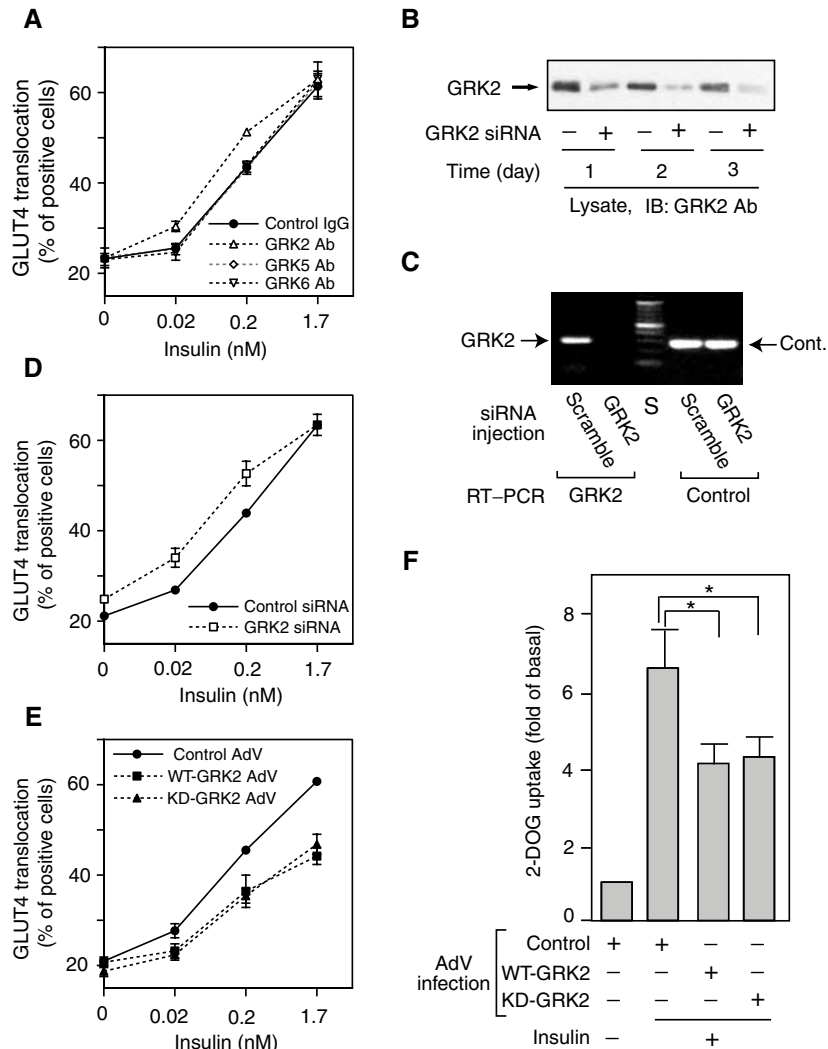 A
GLUT4 translocation
(% of positive cells)
60
40
20
Control IgG
GRK2 Ab
GRK5 Ab
GRK6 Ab
0 0.02 0.2 1.7
Insulin (nM)
B
GRK2
GRK2 siRNA – + – + – +
Time (day) 1 2 3
Lysate, IB: GRK2 Ab
C
GRK2
Cont.
siRNA
injection
Scramble GRK2 S Scramble GRK2
RT–PCR GRK2 Control
D
GLUT4 translocation
(% of positive cells)
60
40
20
Control siRNA
GRK2 siRNA
0 0.02 0.2 1.7
Insulin (nM)
E
GLUT4 translocation
(% of positive cells)
60
40
20
Control AdV
WT-GRK2 AdV
KD-GRK2 AdV
0 0.02 0.2 1.7
Insulin (nM)
F
2-DOG uptake (fold of basal)
8
6
4
2
0
*
*
AdV
infection
Control + + – –
WT-GRK2 – – + –
KD-GRK2 – – – +
Insulin – +